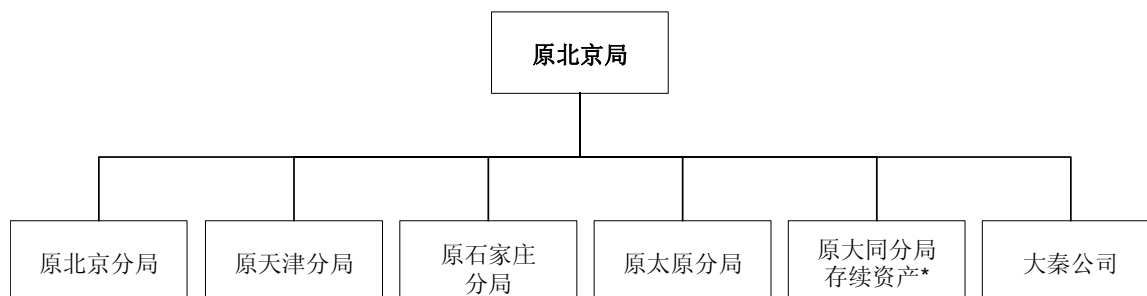 原北京局
原北京分局
原天津分局
原石家庄
分局
原太原分局
原大同分局
存续资产*
大秦公司